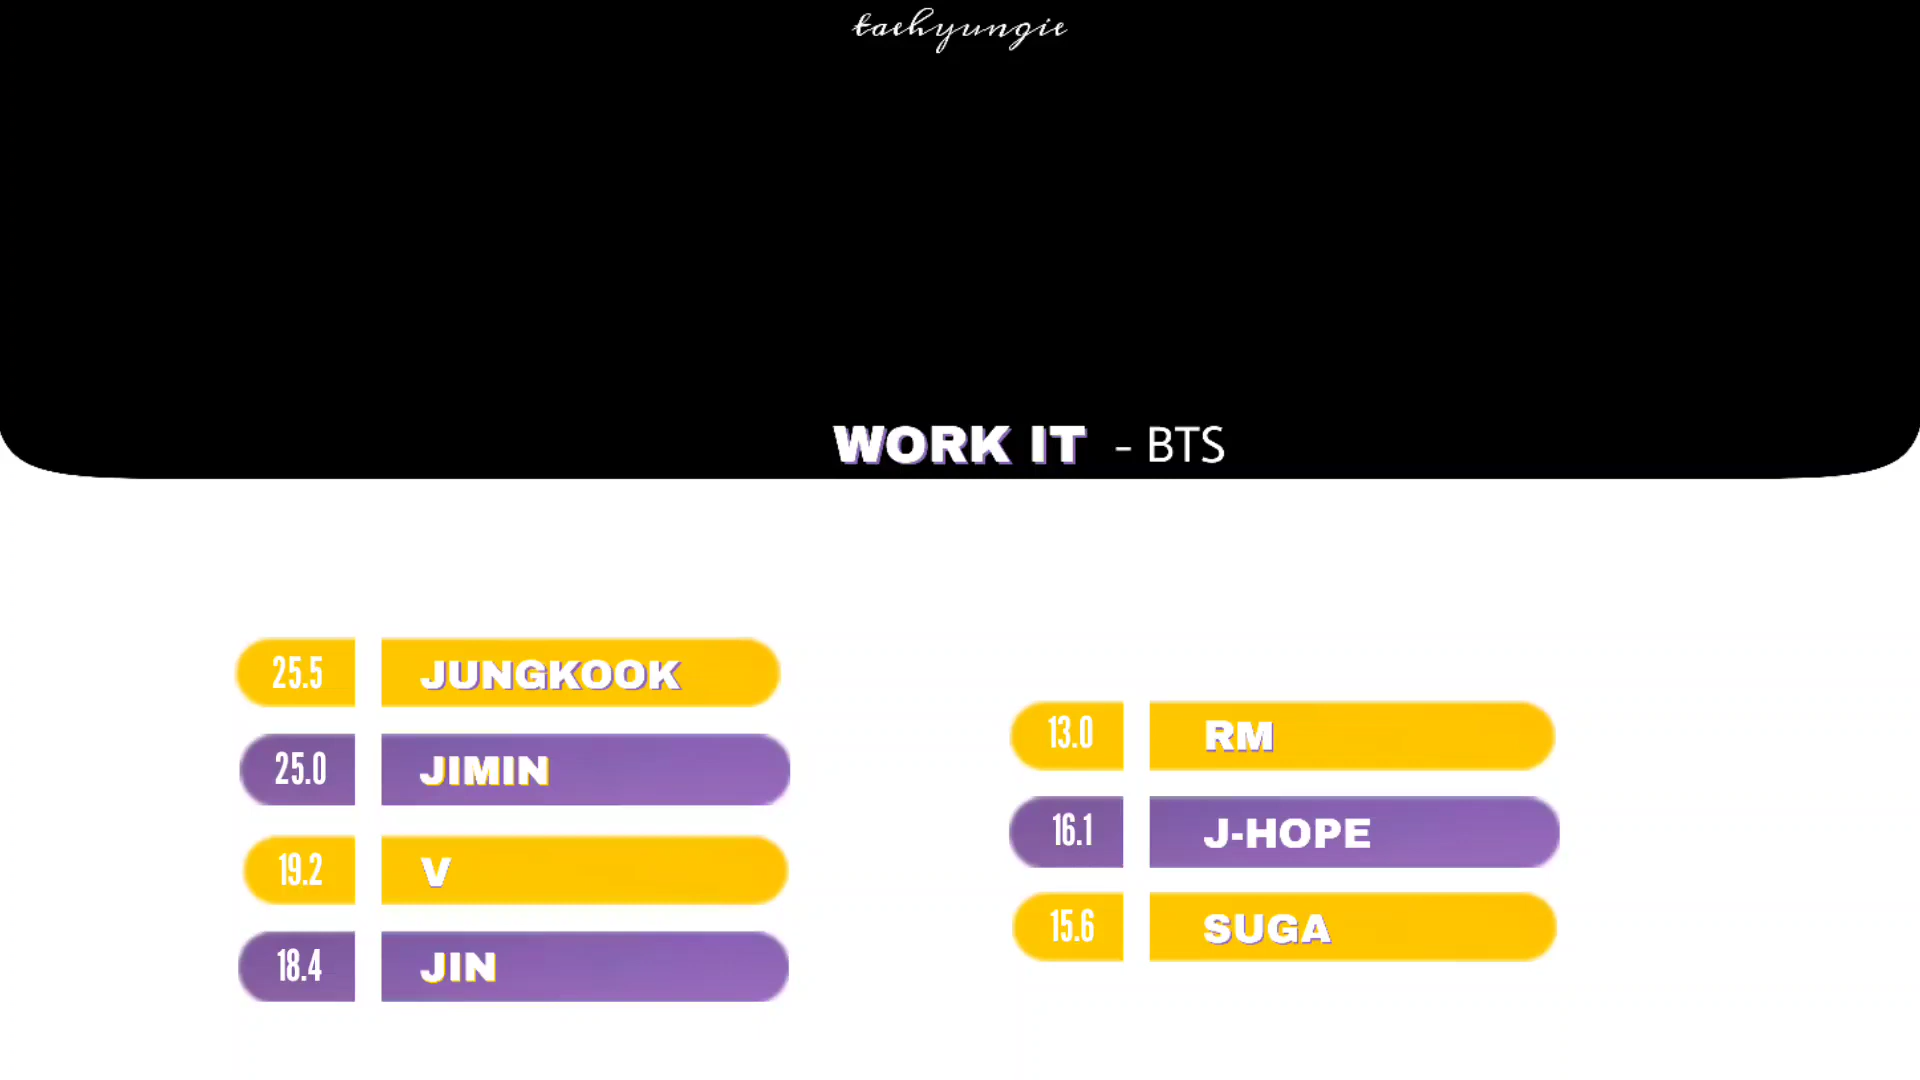 taehyungie
WORK IT - BTS
25.5 JUNGKOOK
25.0 JIMIN
19.2 V
18.4 JIN
13.0 RM
16.1 J-HOPE
15.6 SUGA